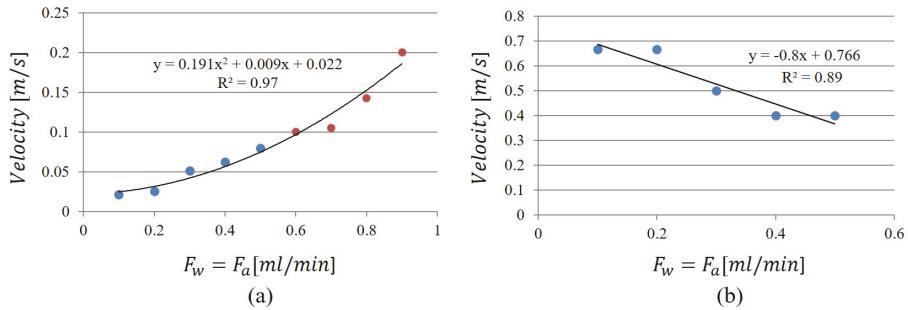 0.25
0.2
0.15
0.1
0.05
0
Velocity [m/s]
y = 0.191x² + 0.009x + 0.022
R² = 0.97
0 0.2 0.4 0.6 0.8 1
F_w = F_a[ml/min]
(a)
0.8
0.7
0.6
0.5
0.4
0.3
0.2
0.1
0
Velocity [m/s]
y = -0.8x + 0.766
R² = 0.89
0 0.2 0.4 0.6
F_w = F_a[ml/min]
(b)